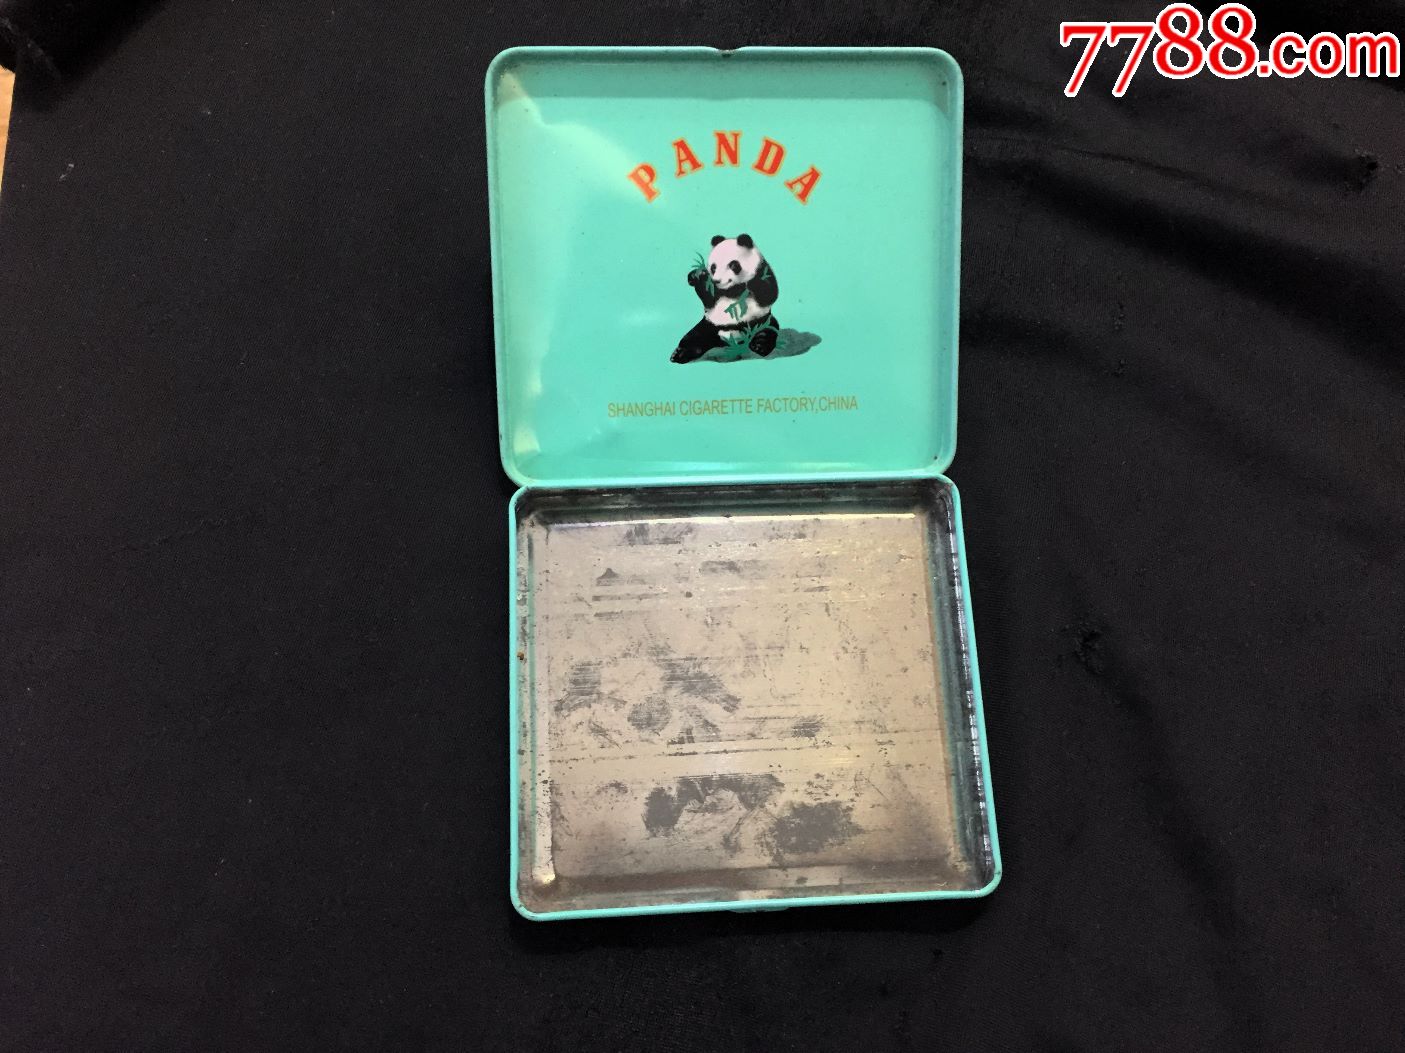 7788.com
PANDA
SHANGHAI CIGARETTE FACTORY,CHINA